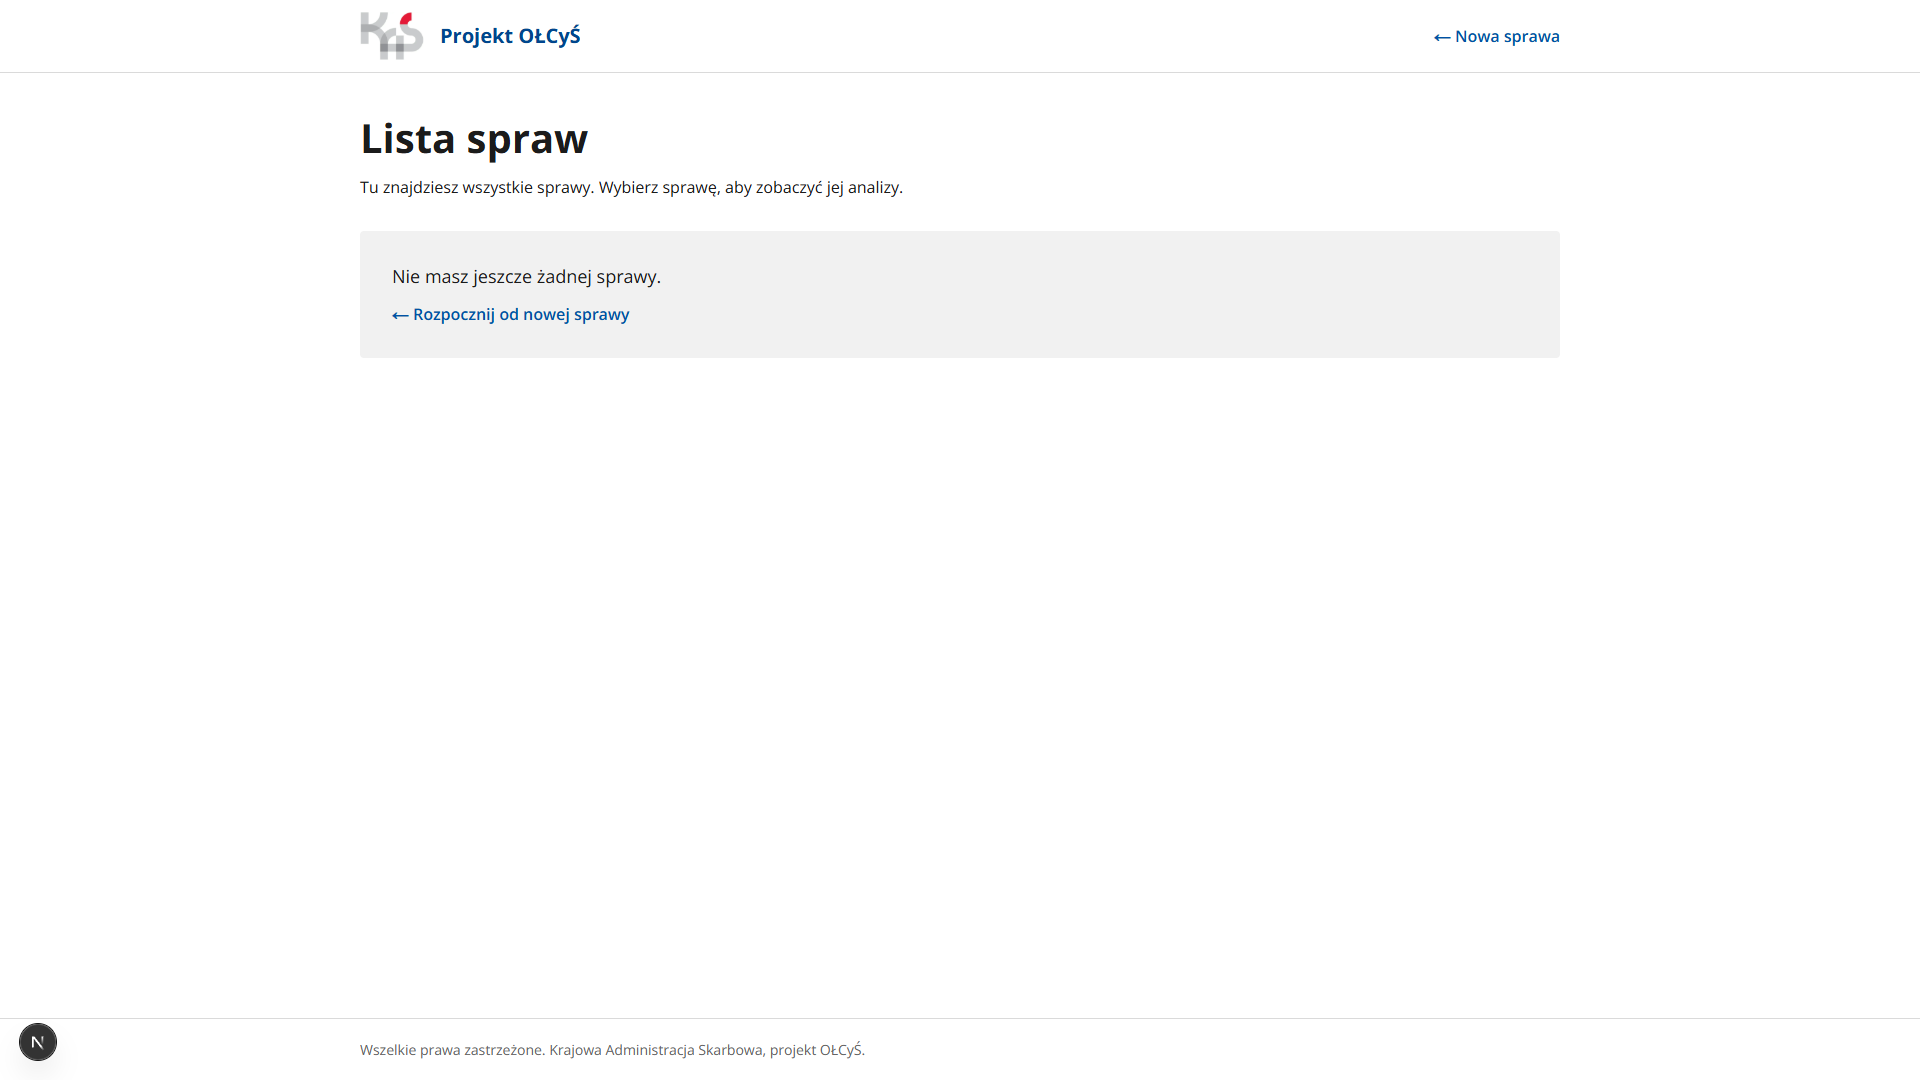 Projekt OŁCyŚ
← Nowa sprawa
Lista spraw
Tu znajdziesz wszystkie sprawy. Wybierz sprawę, aby zobaczyć jej analizy.
Nie masz jeszcze żadnej sprawy.
← Rozpocznij od nowej sprawy
N
Wszelkie prawa zastrzeżone. Krajowa Administracja Skarbowa, projekt OŁCyŚ.